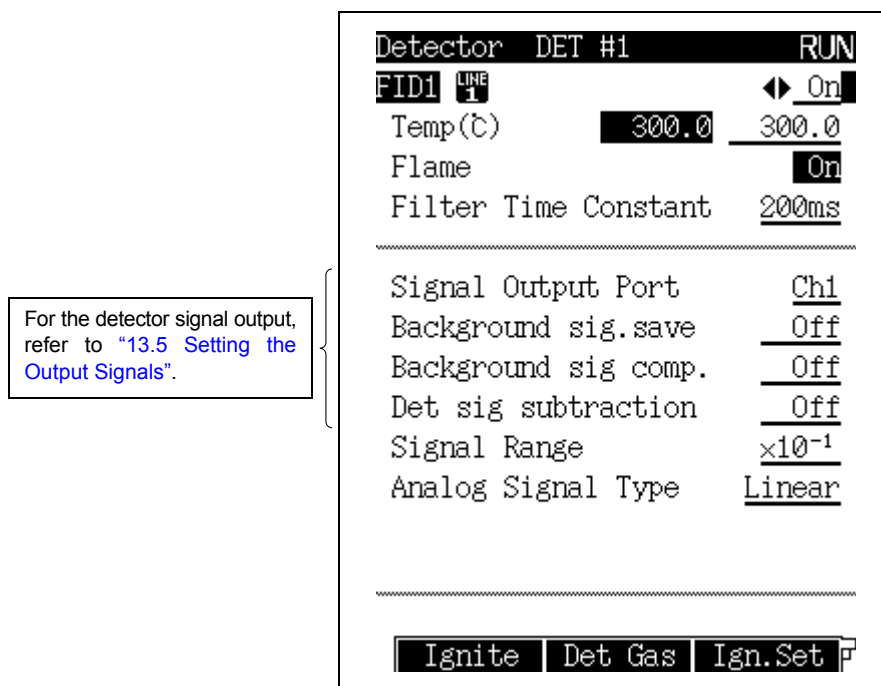 Detector DET #1 RUN
FID1 LINE 1 ◆ On
Temp(℃) 300.0 300.0
Flame On
Filter Time Constant 200ms
Signal Output Port Ch1
Background sig.save Off
Background sig comp. Off
Det sig subtraction Off
Signal Range ×10⁻¹
Analog Signal Type Linear
Ignite Det Gas Ign.Set P
For the detector signal output,
refer to “13.5 Setting the
Output Signals”.